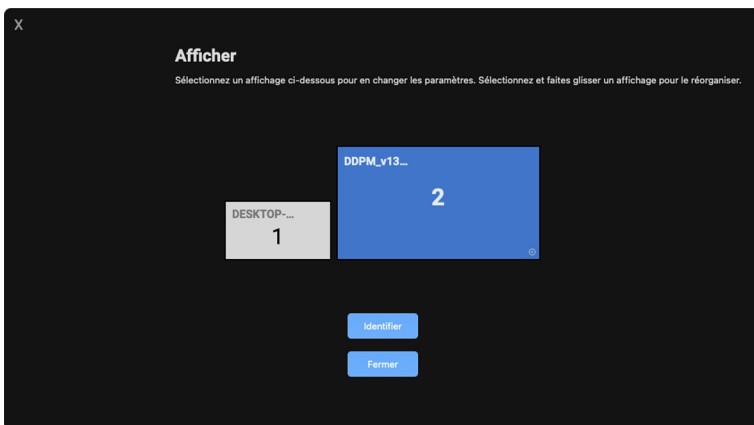 X
Afficher
Sélectionnez un affichage ci-dessous pour en changer les paramètres. Sélectionnez et faites glisser un affichage pour le réorganiser.
DDPM_v13...
2
DESKTOP-...
1
Identifier
Fermer